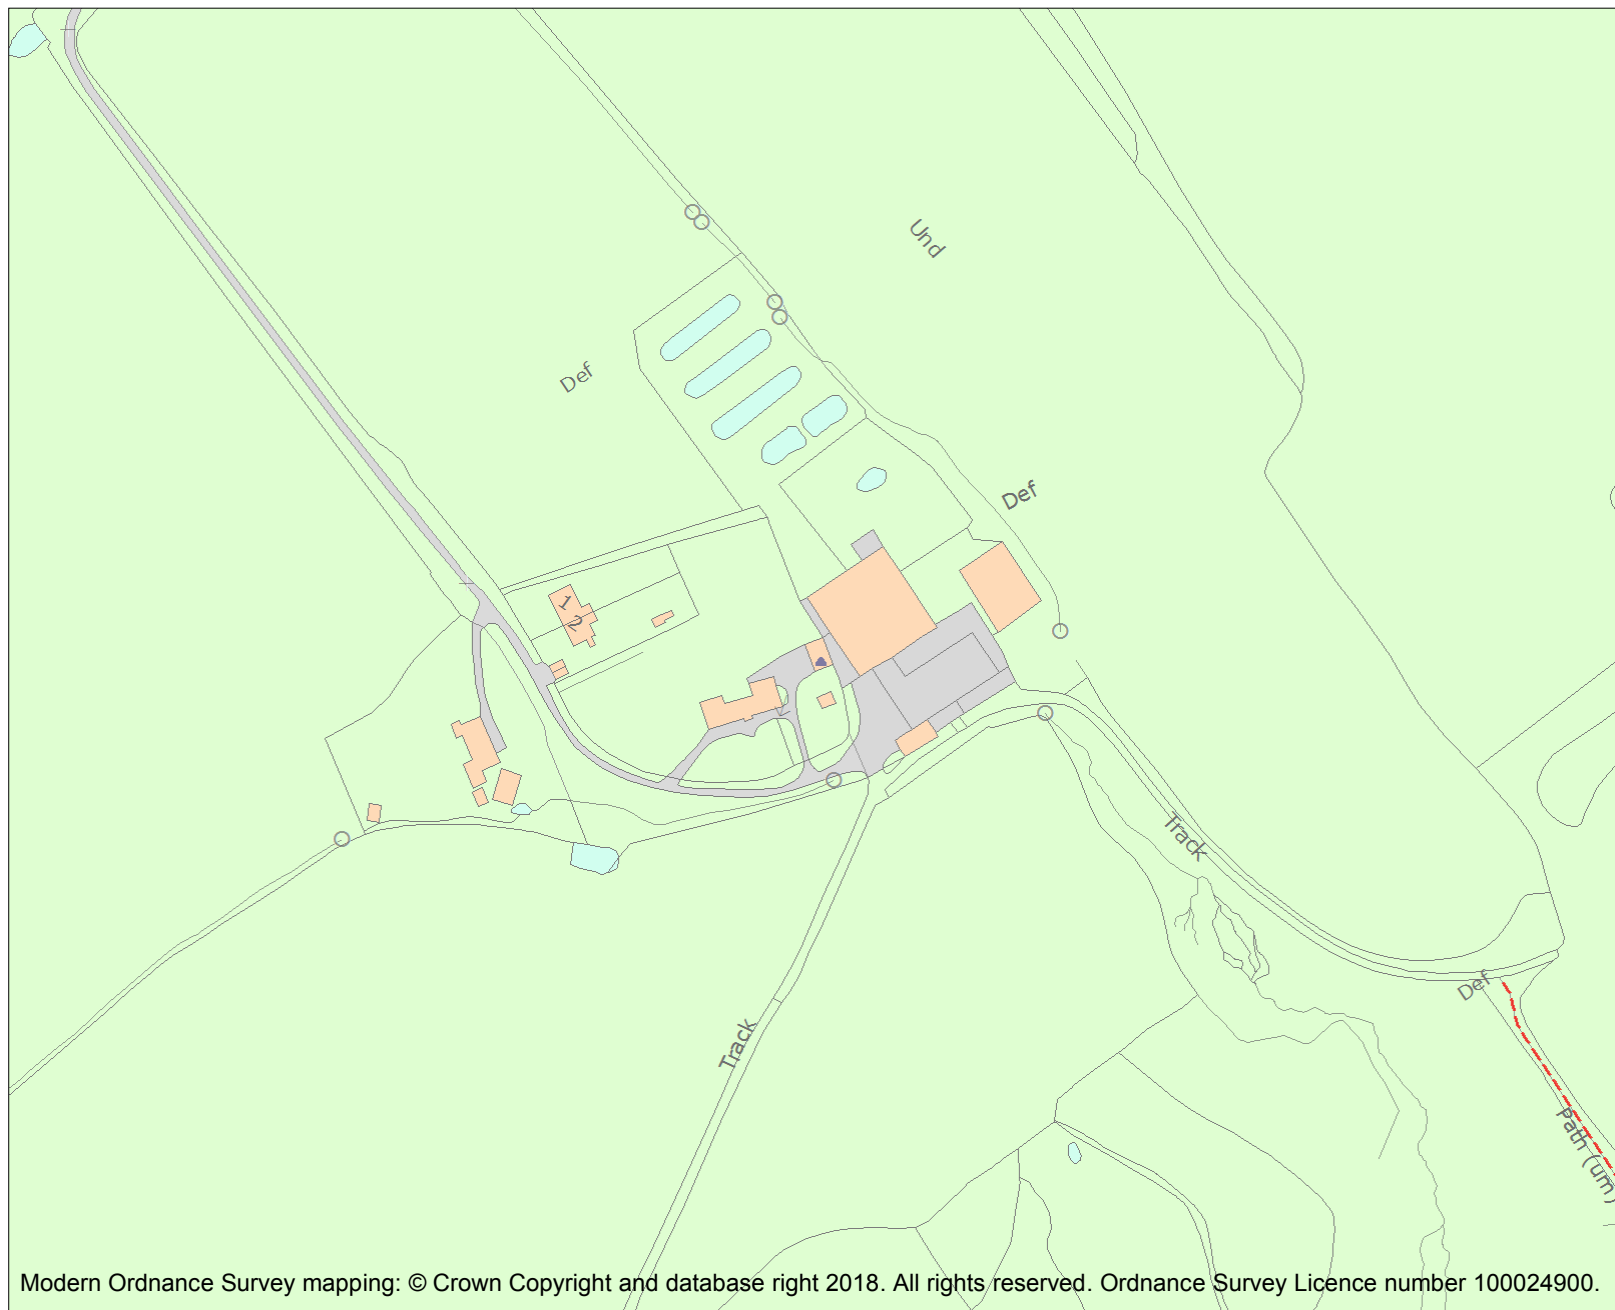 Und
Def
Def
1
2
Track
Def
Track
Path (um)
Modern Ordnance Survey mapping: © Crown Copyright and database right 2018. All rights reserved. Ordnance Survey Licence number 100024900.